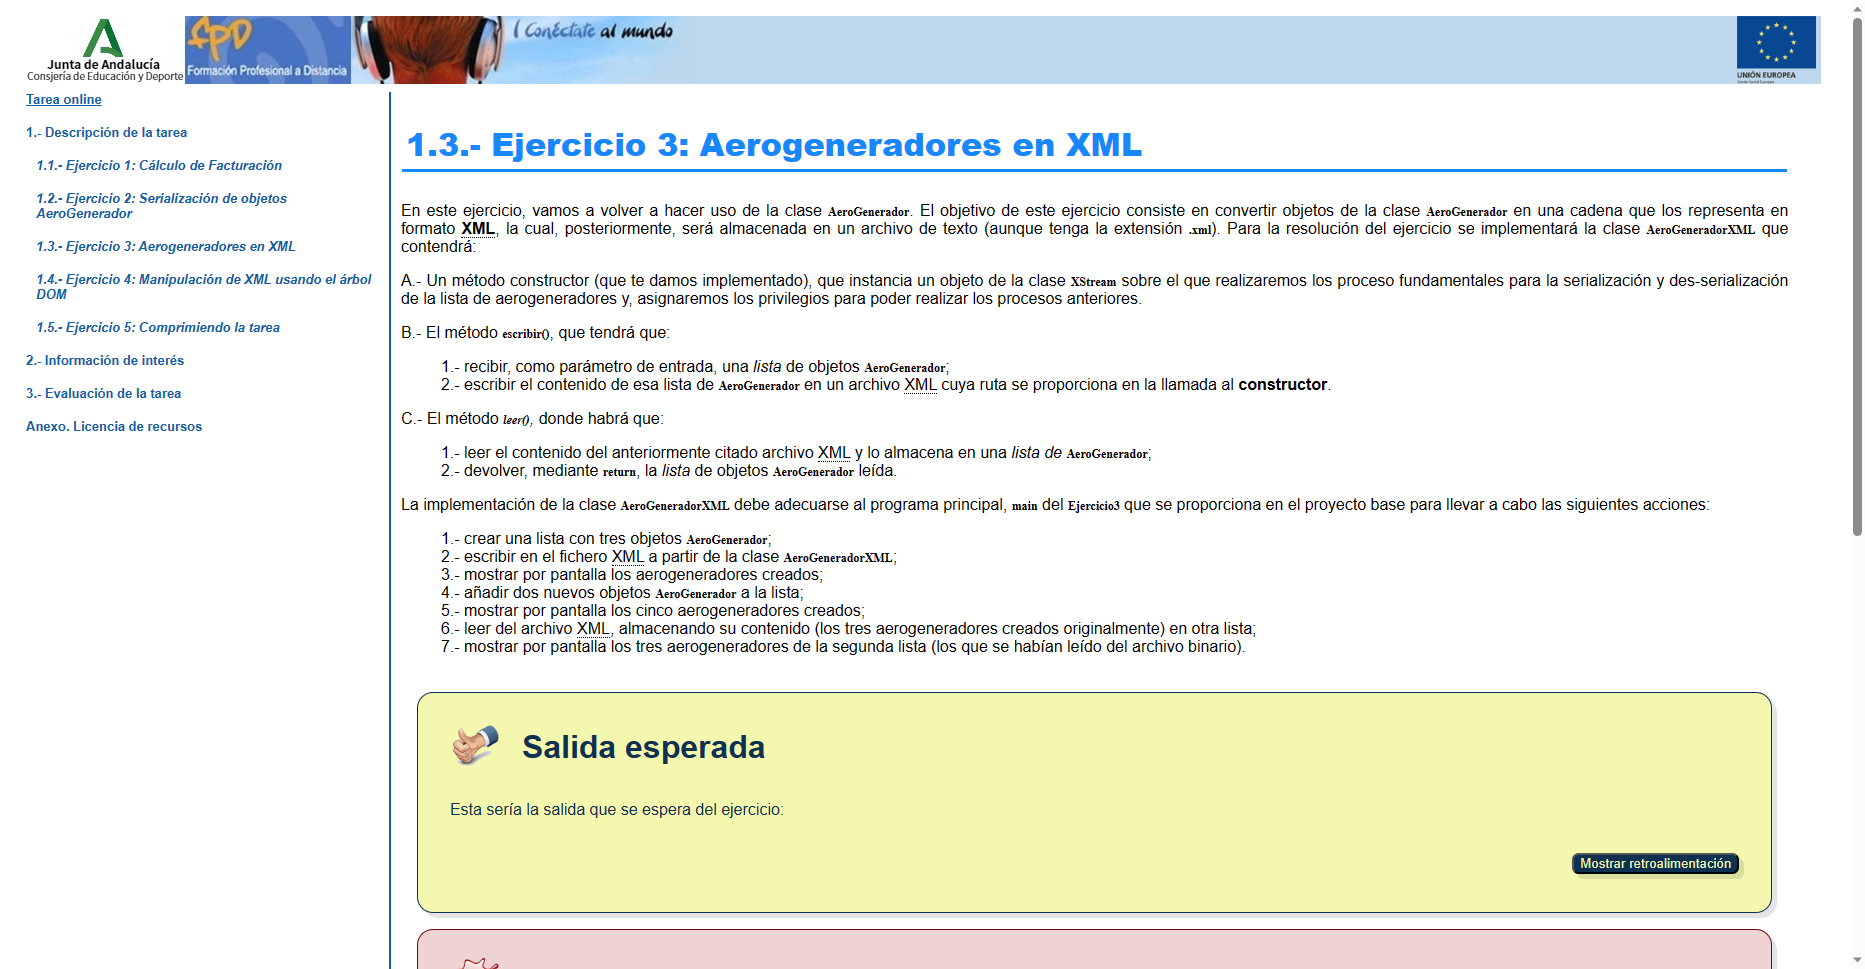 Junta de Andalucía
Consejería de Educación y Deporte
FPD
Formación Profesional a Distancia
Conéctate al mundo
UNIÓN EUROPEA
Fondo Social Europeo
Tarea online
1.- Descripción de la tarea
1.1.- Ejercicio 1: Cálculo de Facturación
1.2.- Ejercicio 2: Serialización de objetos
AeroGenerador
1.3.- Ejercicio 3: Aerogeneradores en XML
1.4.- Ejercicio 4: Manipulación de XML usando el árbol
DOM
1.5.- Ejercicio 5: Comprimiendo la tarea
2.- Información de interés
3.- Evaluación de la tarea
Anexo. Licencia de recursos
1.3.- Ejercicio 3: Aerogeneradores en XML
En este ejercicio, vamos a volver a hacer uso de la clase AeroGenerador. El objetivo de este ejercicio consiste en convertir objetos de la clase AeroGenerador en una cadena que los representa en
formato XML, la cual, posteriormente, será almacenada en un archivo de texto (aunque tenga la extensión .xml). Para la resolución del ejercicio se implementará la clase AeroGeneradorXML que
contendrá:
A.- Un método constructor (que te damos implementado), que instancia un objeto de la clase XStream sobre el que realizaremos los proceso fundamentales para la serialización y des-serialización
de la lista de aerogeneradores y, asignaremos los privilegios para poder realizar los procesos anteriores.
B.- El método escribir(), que tendrá que:
1.- recibir, como parámetro de entrada, una lista de objetos AeroGenerador;
2.- escribir el contenido de esa lista de AeroGenerador en un archivo XML cuya ruta se proporciona en la llamada al constructor.
C.- El método leer(), donde habrá que:
1.- leer el contenido del anteriormente citado archivo XML y lo almacena en una lista de AeroGenerador;
2.- devolver, mediante return, la lista de objetos AeroGenerador leída.
La implementación de la clase AeroGeneradorXML debe adecuarse al programa principal, main del Ejercicio3 que se proporciona en el proyecto base para llevar a cabo las siguientes acciones:
1.- crear una lista con tres objetos AeroGenerador;
2.- escribir en el fichero XML a partir de la clase AeroGeneradorXML;
3.- mostrar por pantalla los aerogeneradores creados;
4.- añadir dos nuevos objetos AeroGenerador a la lista;
5.- mostrar por pantalla los cinco aerogeneradores creados;
6.- leer del archivo XML, almacenando su contenido (los tres aerogeneradores creados originalmente) en otra lista;
7.- mostrar por pantalla los tres aerogeneradores de la segunda lista (los que se habían leído del archivo binario).
Salida esperada
Esta sería la salida que se espera del ejercicio:
Mostrar retroalimentación